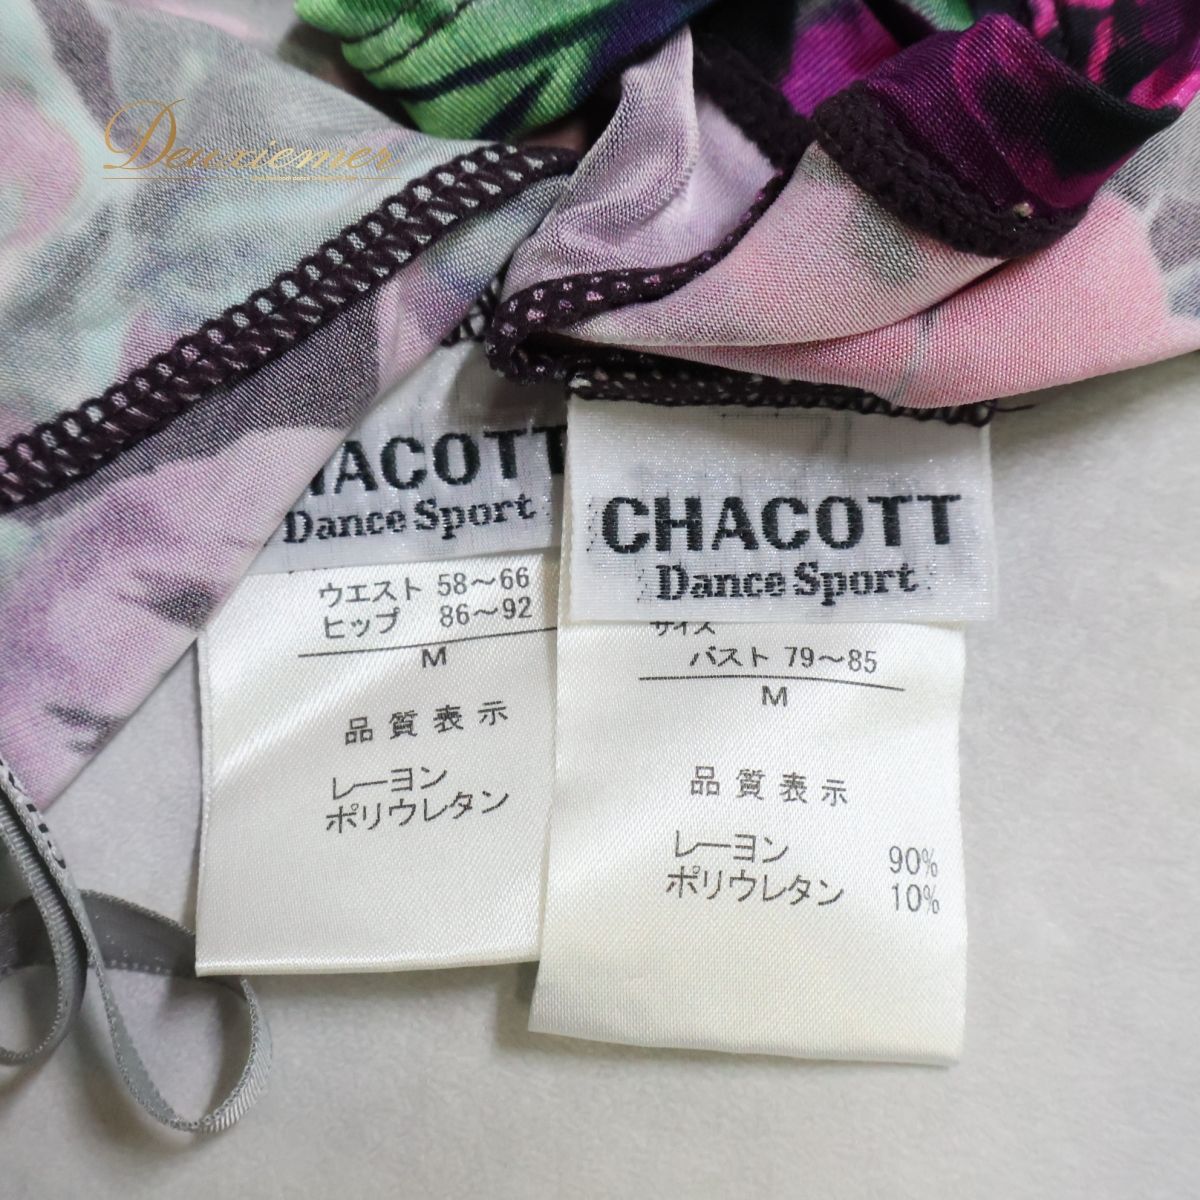 Deuxiemer
HACOTT
Dance Sport
ウエスト 58〜66
ヒップ 86〜92
M
品質表示
レーヨン
ポリウレタン
CHACOTT
Dance Sport
サイズ
バスト 79〜85
M
品質表示
レーヨン 90%
ポリウレタン 10%